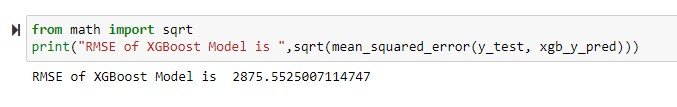 from math import sqrt
print("RMSE of XGBoost Model is ",sqrt(mean_squared_error(y_test, xgb_y_pred)))
RMSE of XGBoost Model is  2875.5525007114747